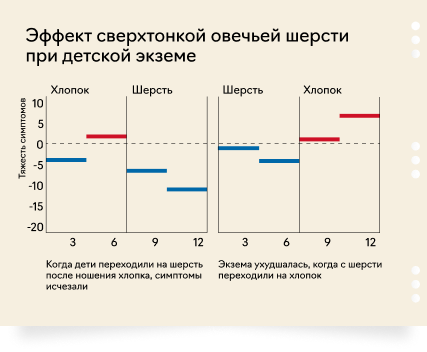 Эффект сверхтонкой овечьей шерсти
при детской экземе
Хлопок Шерсть Шерсть Хлопок
Тяжесть симптомов
10
5
0
-5
-10
-15
-20
3 6 9 12 3 6 9 12
Когда дети переходили на шерсть
после ношения хлопка, симптомы
исчезали
Экзема ухудшалась, когда с шерсти
переходили на хлопок